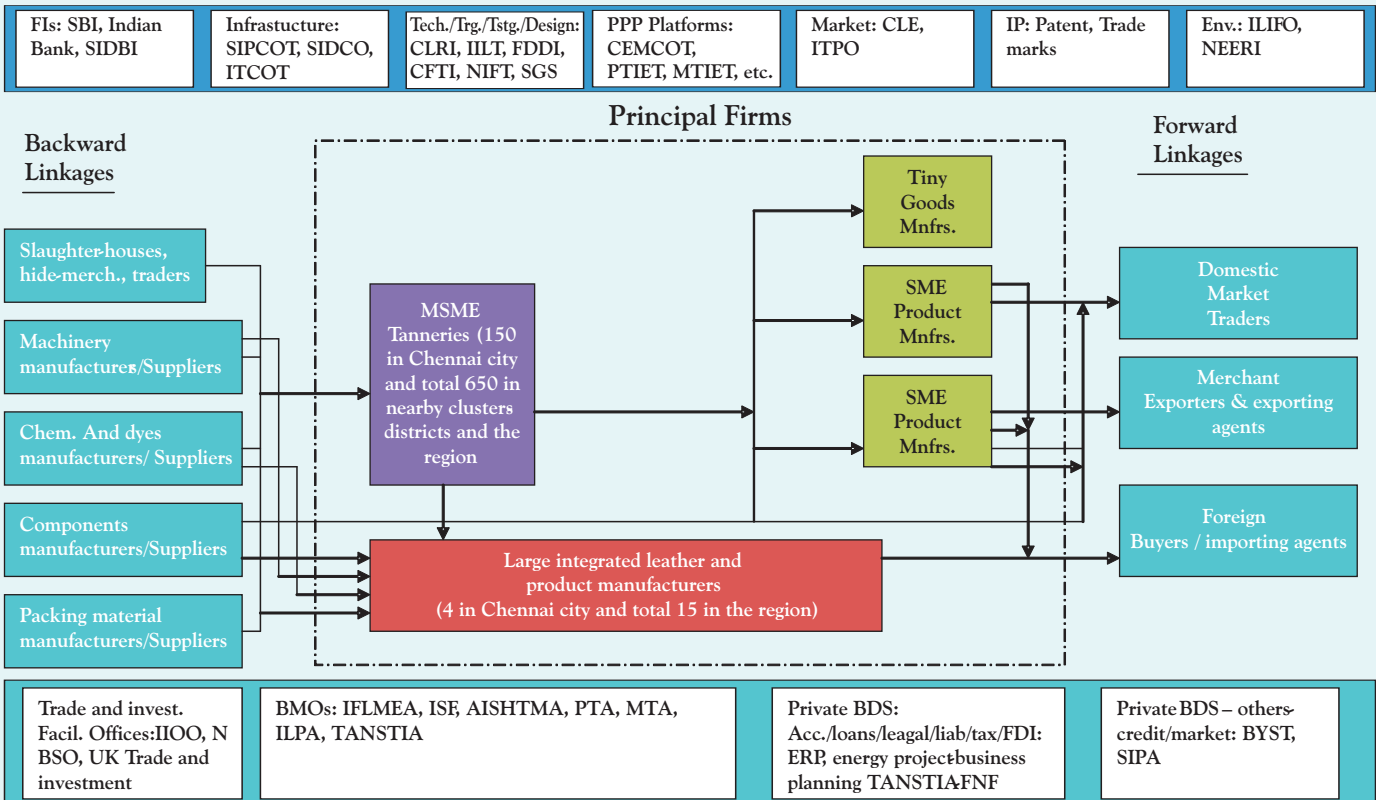 FIs: SBI, Indian
Bank, SIDBI
Infrastucture:
SIPCOT, SIDCO,
ITCOT
Tech./Trg./Tstg./Design:
CLRI, IILT, FDDI,
CFTI, NIFT, SGS
PPP Platforms:
CEMCOT,
PTIET, MTIET, etc.
Market: CLE,
ITPO
IP: Patent, Trade
marks
Env.: ILIFO,
NEERI
Principal Firms
Backward
Linkages
Forward
Linkages
Slaughter-houses,
hide-merch., traders
Machinery
manufacturers/Suppliers
Chem. And dyes
manufacturers/ Suppliers
Components
manufacturers/Suppliers
Packing material
manufacturers/Suppliers
MSME
Tanneries (150
in Chennai city
and total 650 in
nearby clusters
districts and the
region
Tiny
Goods
Mnfrs.
SME
Product
Mnfrs.
SME
Product
Mnfrs.
Large integrated leather and
product manufacturers
(4 in Chennai city and total 15 in the region)
Domestic
Market
Traders
Merchant
Exporters & exporting
agents
Foreign
Buyers / importing agents
Trade and invest.
Facil. Offices:IIOO, N
BSO, UK Trade and
investment
BMOs: IFLMEA, ISF, AISHTMA, PTA, MTA,
ILPA, TANSTIA
Private BDS:
Acc./loans/leagal/liab/tax/FDI:
ERP, energy project-business
planning TANSTIA-FNF
Private BDS – others-
credit/market: BYST,
SIPA